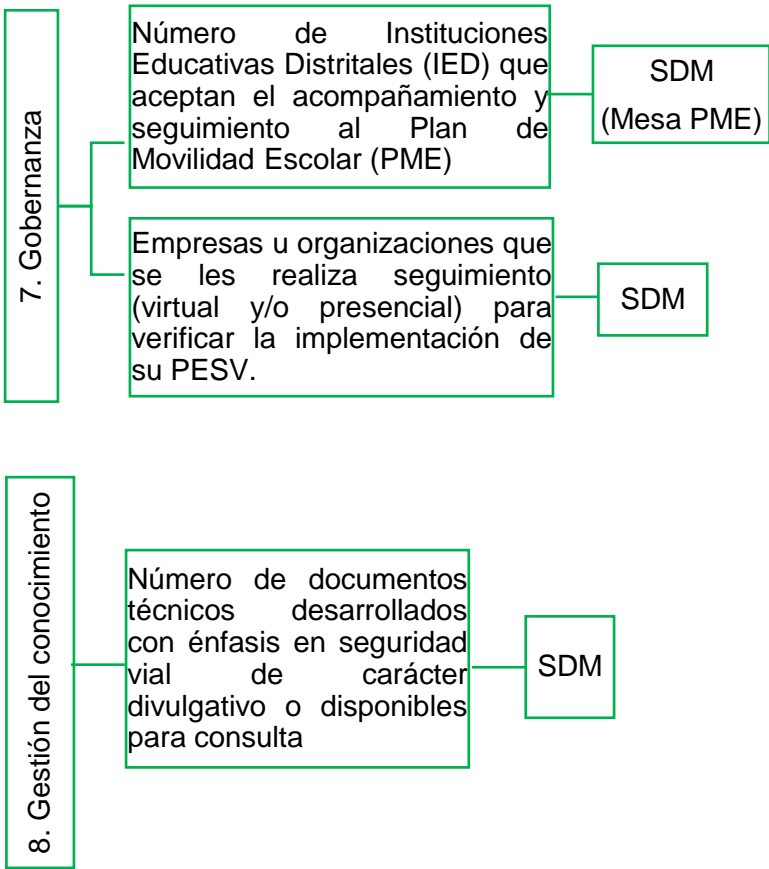 7. Gobernanza
Número de Instituciones
Educativas Distritales (IED) que
aceptan el acompañamiento y
seguimiento al Plan de
Movilidad Escolar (PME)
SDM
(Mesa PME)
Empresas u organizaciones que
se les realiza seguimiento
(virtual y/o presencial) para
verificar la implementación de
su PESV.
SDM
8. Gestión del conocimiento
Número de documentos
técnicos desarrollados
con énfasis en seguridad
vial de carácter
divulgativo o disponibles
para consulta
SDM